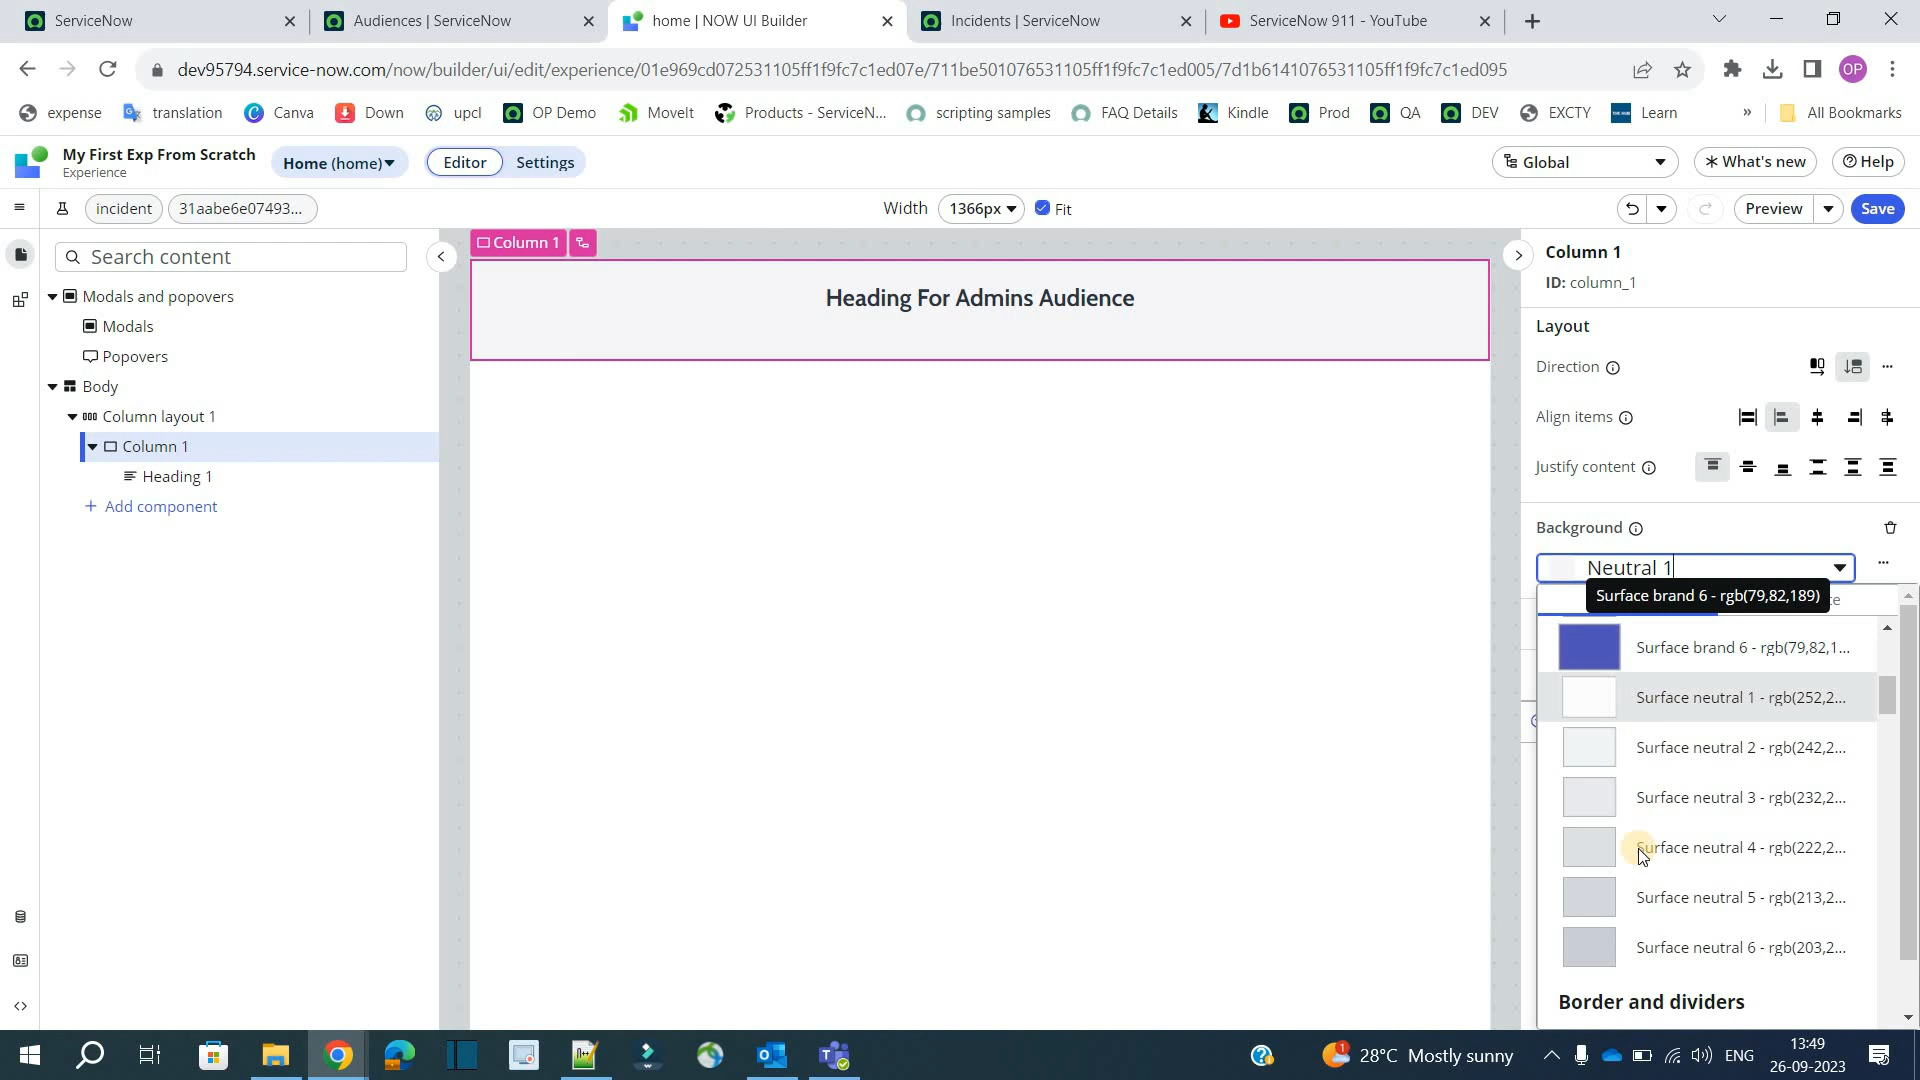 ServiceNow
Audiences | ServiceNow
home | NOW UI Builder
Incidents | ServiceNow
ServiceNow 911 - YouTube
dev95794.service-now.com/now/builder/ui/edit/experience/01e969cd072531105ff1f9fc7c1ed07e/711be501076531105ff1f9fc7c1ed005/7d1b6141076531105ff1f9fc7c1ed095
OP
expense
translation
Canva
Down
upcl
OP Demo
MoveIt
Products - ServiceN...
scripting samples
FAQ Details
Kindle
Prod
QA
DEV
EXCTY
Learn
»
All Bookmarks
My First Exp From Scratch
Experience
Home (home)
Editor
Settings
Global
What's new
Help
incident
31aabe6e07493...
Width
1366px
Fit
Preview
Save
Search content
Modals and popovers
Modals
Popovers
Body
Column layout 1
Column 1
Heading 1
+ Add component
Column 1
Heading For Admins Audience
Column 1
ID: column_1
Layout
Direction
Align items
Justify content
Background
Neutral 1
Surface brand 6 - rgb(79,82,189)
Surface brand 6 - rgb(79,82,1...
Surface neutral 1 - rgb(252,2...
Surface neutral 2 - rgb(242,2...
Surface neutral 3 - rgb(232,2...
Surface neutral 4 - rgb(222,2...
Surface neutral 5 - rgb(213,2...
Surface neutral 6 - rgb(203,2...
Border and dividers
1
28°C Mostly sunny
ENG
13:49
26-09-2023